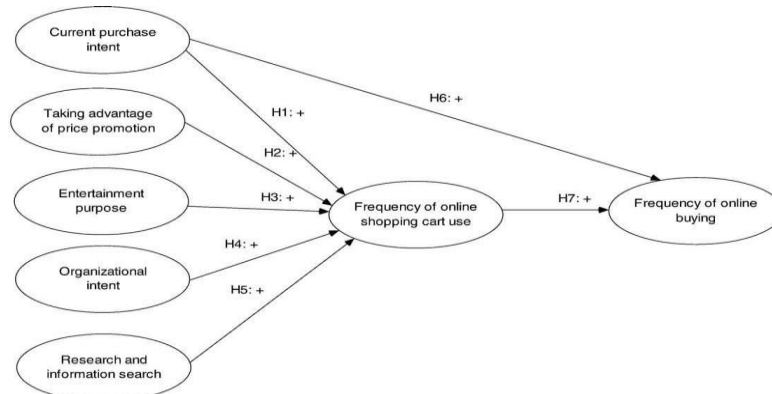 Current purchase
intent
H1: +
H6: +
Taking advantage
of price promotion
H2: +
Entertainment
purpose
H3: +
Frequency of online
shopping cart use
H7: +
Frequency of online
buying
Organizational
intent
H4: +
H5: +
Research and
information search